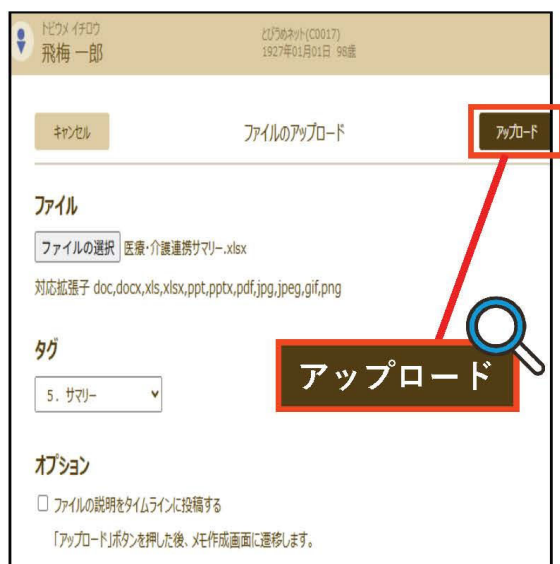 トビウメ イチロウ
飛梅 一郎
とびうめネット(C0017)
1927年01月01日 98歳
キャンセル
ファイルのアップロード
アップロード
ファイル
ファイルの選択 医療・介護連携サマリー.xlsx
対応拡張子 doc,docx,xls,xlsx,ppt,pptx,pdf,jpg,jpeg,gif,png
タグ
5. サマリー
アップロード
オプション
ファイルの説明をタイムラインに投稿する
「アップロード」ボタンを押した後、メモ作成画面に遷移します。